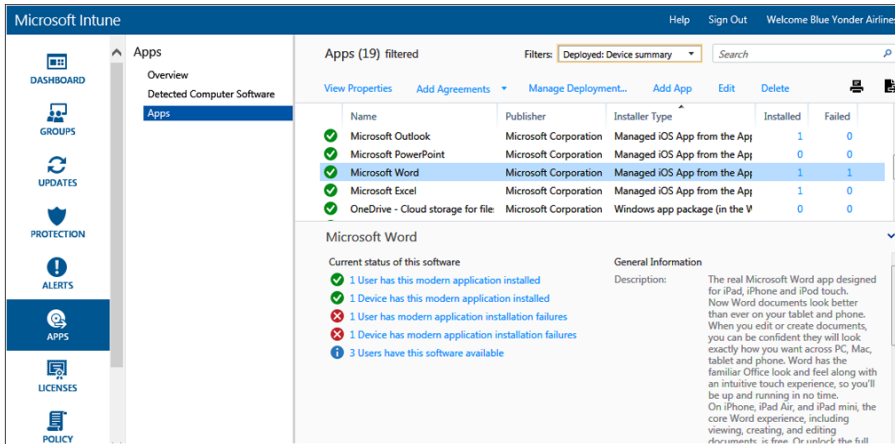 Microsoft Intune
Help Sign Out Welcome Blue Yonder Airlines
DASHBOARD
GROUPS
UPDATES
PROTECTION
ALERTS
APPS
LICENSES
POLICY
Apps
Overview
Detected Computer Software
Apps
Apps (19) filtered
Filters: Deployed: Device summary
Search
View Properties Add Agreements Manage Deployment... Add App Edit Delete
Name Publisher Installer Type Installed Failed
Microsoft Outlook Microsoft Corporation Managed iOS App from the App 1 0
Microsoft PowerPoint Microsoft Corporation Managed iOS App from the App 0 0
Microsoft Word Microsoft Corporation Managed iOS App from the App 1 1
Microsoft Excel Microsoft Corporation Managed iOS App from the App 1 0
OneDrive - Cloud storage for file Microsoft Corporation Windows app package (in the W 0 0
Microsoft Word
Current status of this software
1 User has this modern application installed
1 Device has this modern application installed
1 User has modern application installation failures
1 Device has modern application installation failures
3 Users have this software available
General Information
Description:
The real Microsoft Word app designed
for iPad, iPhone and iPod touch.
Now Word documents look better
than ever on your tablet and phone.
When you edit or create documents,
you can be confident they will look
exactly how you want across PC, Mac,
tablet and phone. Word has the
familiar Office look and feel along with
an intuitive touch experience, so you'll
be up and running in no time.
On iPhone, iPad Air, and iPad mini, the
core Word experience, including
viewing, creating, and editing
documents, is free. Or unlock the full